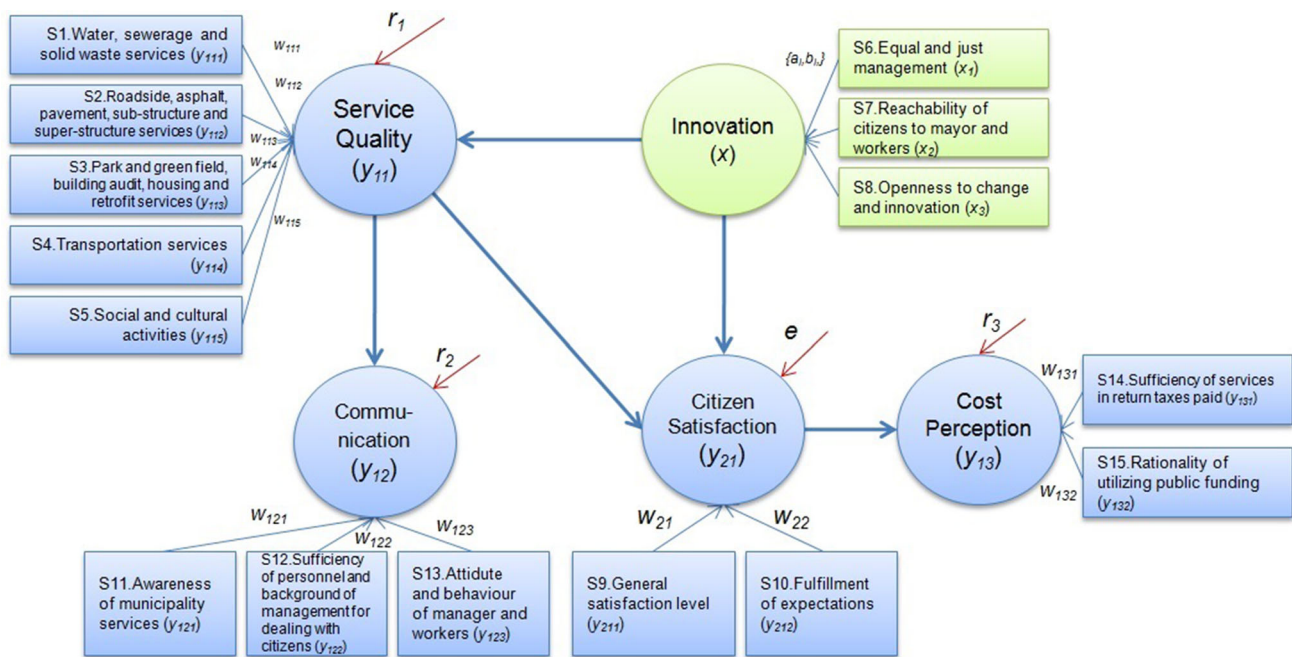 S1.Water, sewerage and
solid waste services (y111)
S2.Roadside, asphalt,
pavement, sub-structure and
super-structure services (y112)
S3.Park and green field,
building audit, housing and
retrofit services (y113)
S4.Transportation services
(y114)
S5.Social and cultural
activities (y115)
w111
w112
w113
w114
w115
r1
Service
Quality
(y11)
Innovation
(x)
S6.Equal and just
management (x1)
S7.Reachability of
citizens to mayor and
workers (x2)
S8.Openness to change
and innovation (x3)
r2
Commu-
nication
(y12)
e
Citizen
Satisfaction
(y21)
r3
Cost
Perception
(y13)
w131
w132
S14.Sufficiency of services
in return taxes paid (y131)
S15.Rationality of
utilizing public funding
(y132)
w121
w122
w123
w21
w22
S11.Awareness
of municipality
services (y121)
S12.Sufficiency
of personnel and
background of
management for
dealing with
citizens (y122)
S13.Attidute
and behaviour
of manager and
workers (y123)
S9.General
satisfaction level
(y211)
S10.Fulfillment
of expectations
(y212)